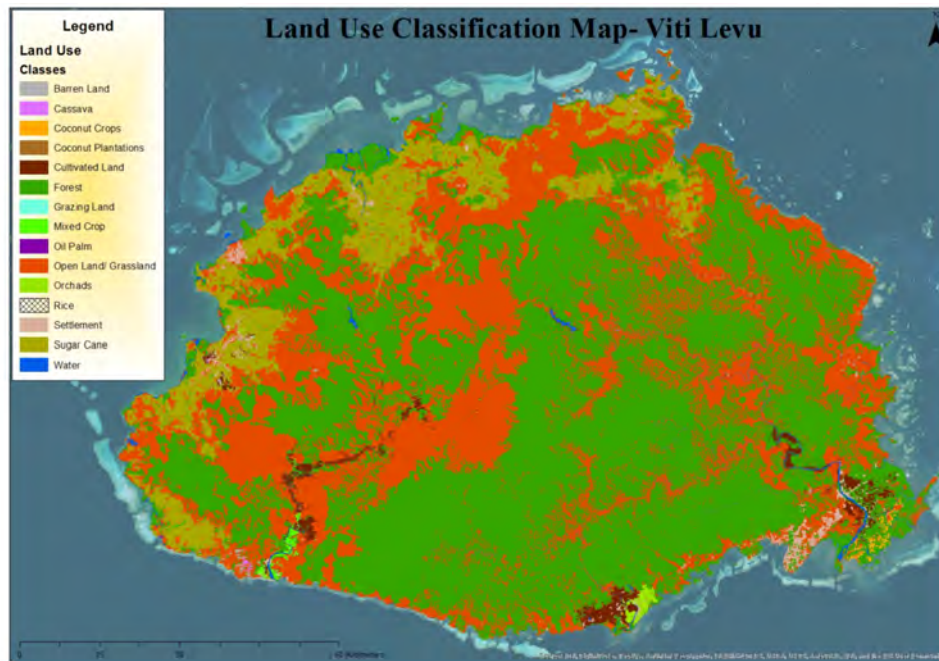 Land Use Classification Map- Viti Levu
Legend
Land Use
Classes
Barren Land
Cassava
Coconut Crops
Coconut Plantations
Cultivated Land
Forest
Grazing Land
Mixed Crop
Oil Palm
Open Land/ Grassland
Orchads
Rice
Settlement
Sugar Cane
Water